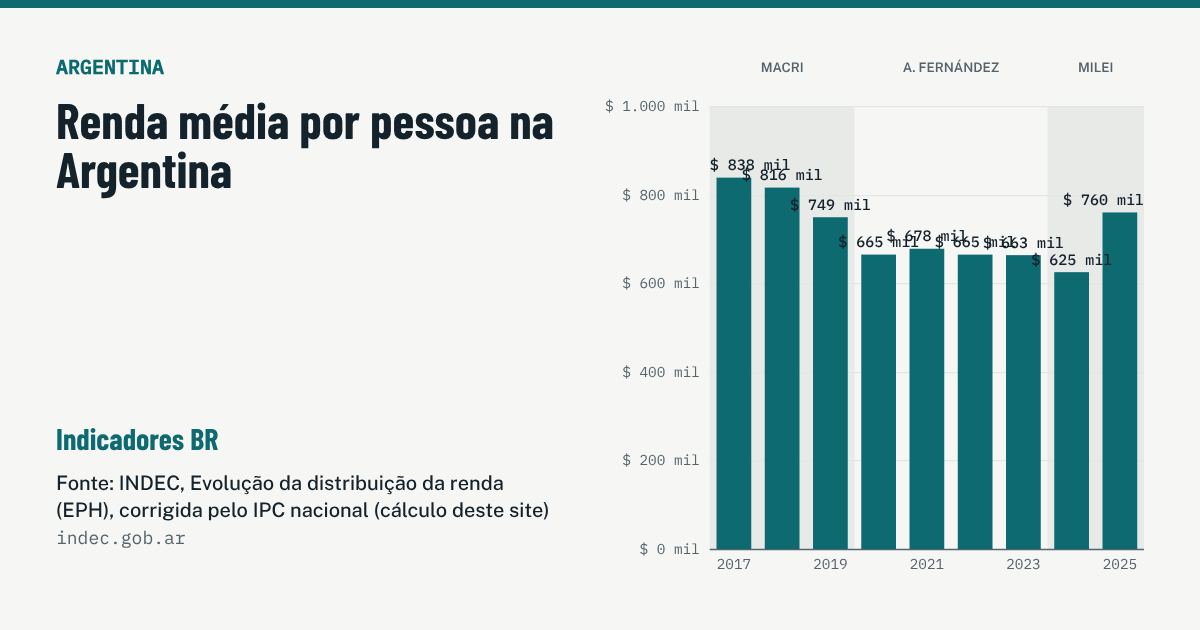 ARGENTINA
Renda média por pessoa na
Argentina
Indicadores BR
Fonte: INDEC, Evolução da distribuição da renda
(EPH), corrigida pelo IPC nacional (cálculo deste site)
indec.gob.ar
MACRI
A. FERNÁNDEZ
MILEI
$ 1.000 mil
$ 800 mil
$ 600 mil
$ 400 mil
$ 200 mil
$ 0 mil
$ 838 mil
$ 816 mil
$ 749 mil
$ 665 mil
$ 678 mil
$ 665 mil
$ 663 mil
$ 625 mil
$ 760 mil
2017
2019
2021
2023
2025